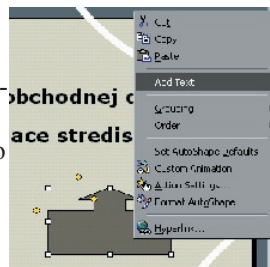 obchodnej
ace stredis
Cut
Copy
Paste
Add Text
Grouping
Order
Set AutoShape Defaults
Custom Animation
Action Settings...
Format AutoShape
Hyperlink...